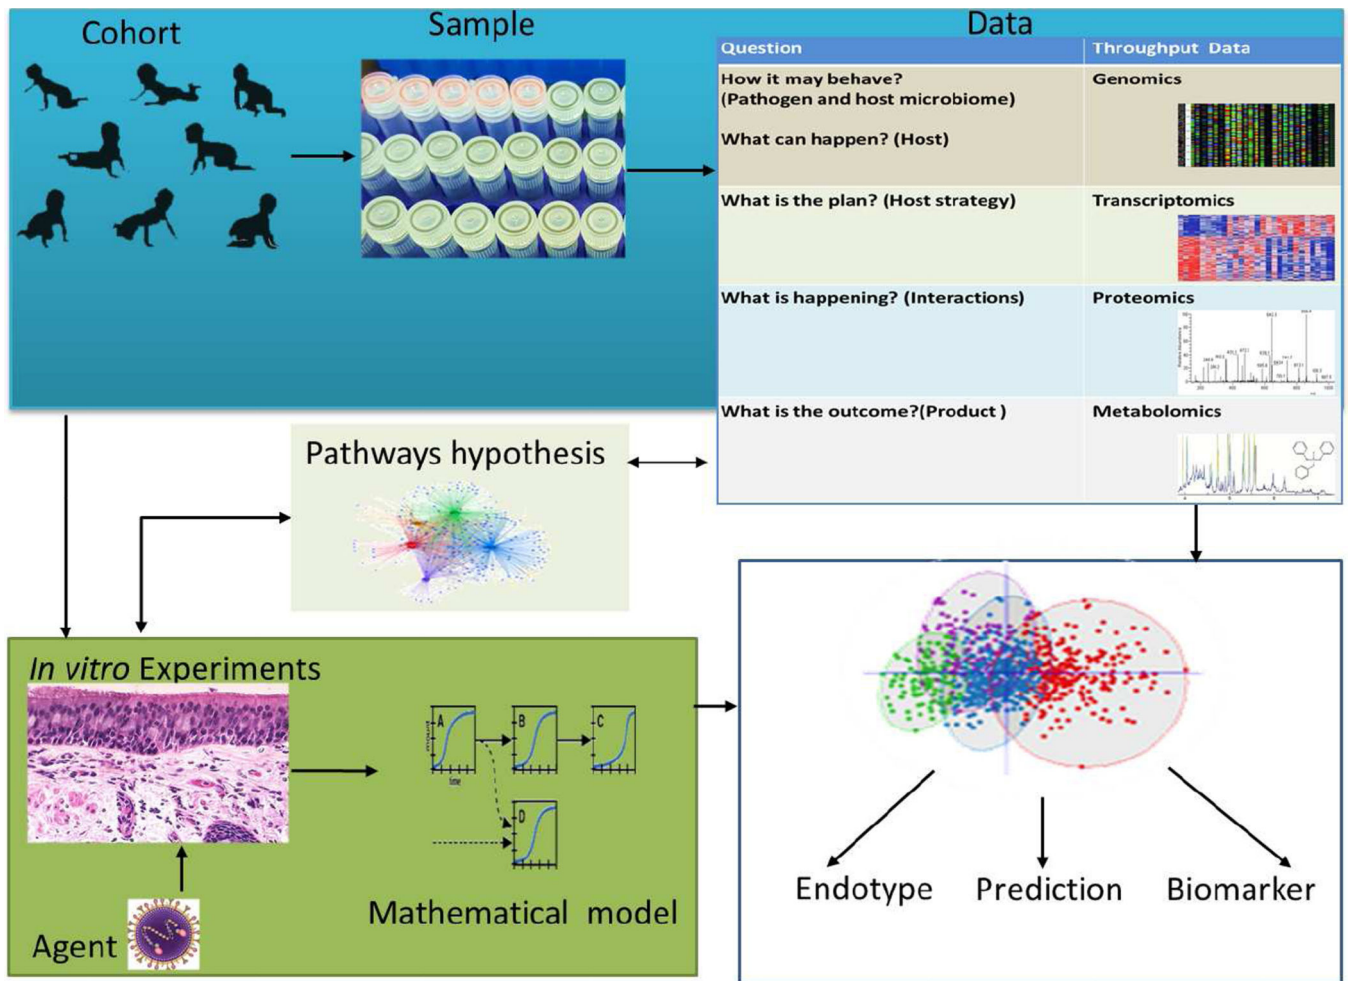 Cohort
Sample
Data
Question
Throughput Data
How it may behave?
(Pathogen and host microbiome)
What can happen? (Host)
Genomics
What is the plan? (Host strategy)
Transcriptomics
What is happening? (Interactions)
Proteomics
What is the outcome?(Product )
Metabolomics
Pathways hypothesis
In vitro Experiments
A
B
C
time
D
Mathematical model
Agent
Endotype
Prediction
Biomarker